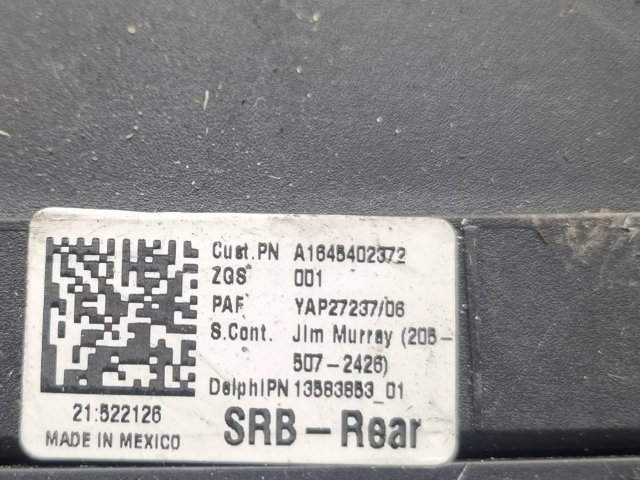 Cust.PN A1645402372
ZGS 001
PAF YAP27237/06
S.Cont. Jim Murray (205-
507-2426)
DelphiPN 13583853_01
21:522126
MADE IN MEXICO
SRB-Rear